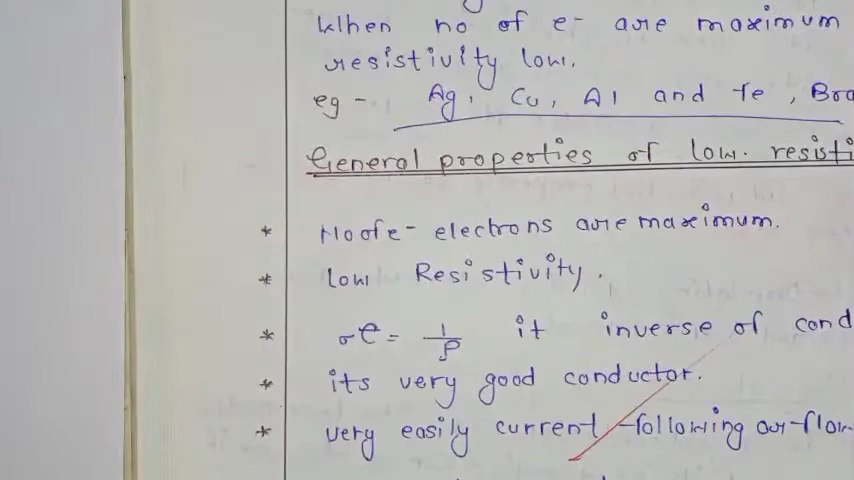 When no of e- are maximum
resistivity low.
eg - Ag, Cu, Al and Fe, Bra
General properties of low. resisti
* No of e- electrons are maximum.
* low Resistivity.
* σ = 1/ρ it inverse of cond
* its very good conductor.
* very easily current following or flow